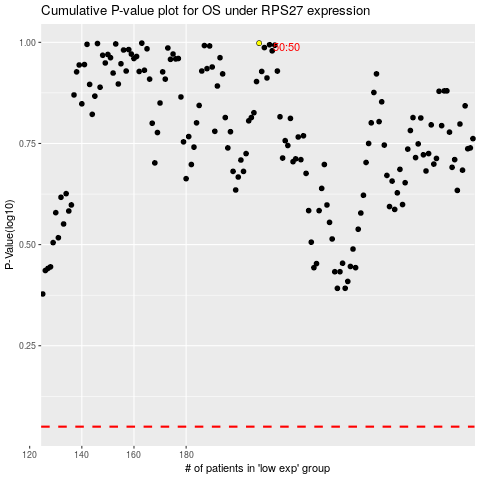 Cumulative P-value plot for OS under RPS27 expression
P-Value(log10)
1.00
0.75
0.50
0.25
50:50
120 140 160 180
# of patients in 'low exp' group